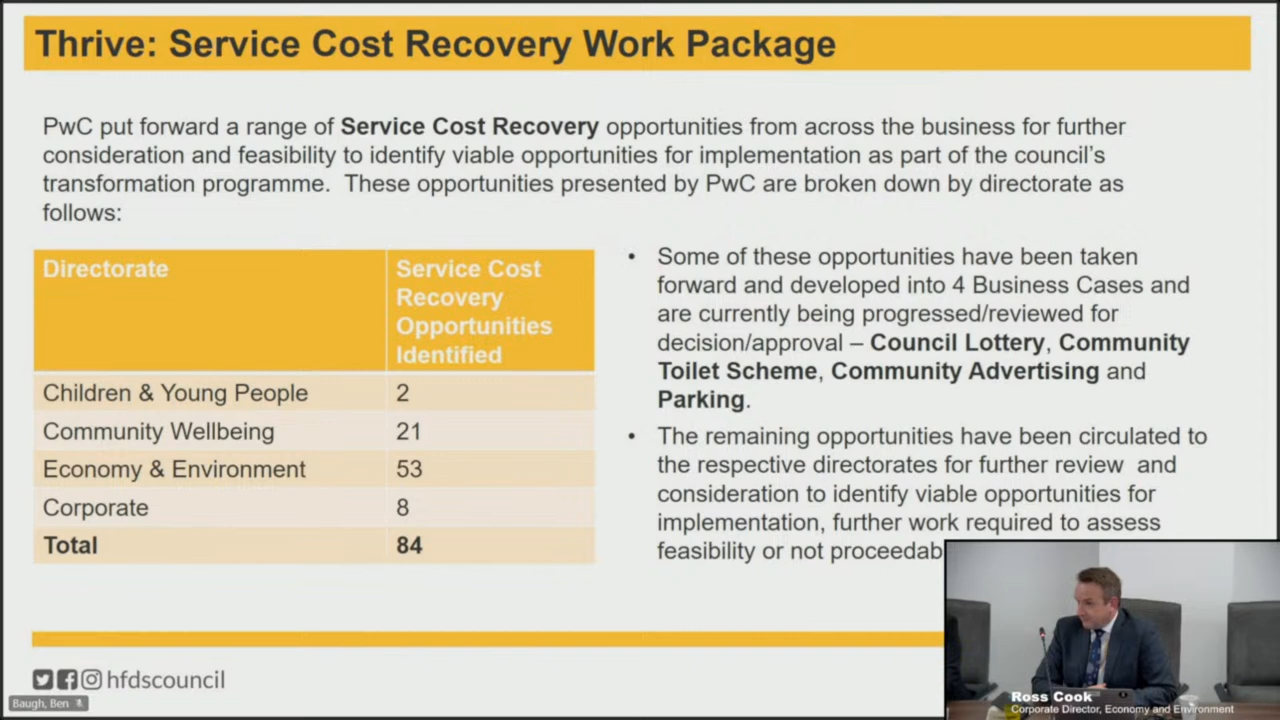 Thrive: Service Cost Recovery Work Package
PwC put forward a range of Service Cost Recovery opportunities from across the business for further
consideration and feasibility to identify viable opportunities for implementation as part of the council's
transformation programme. These opportunities presented by PwC are broken down by directorate as
follows:
Directorate
Service Cost
Recovery
Opportunities
Identified
Children & Young People 2
Community Wellbeing 21
Economy & Environment 53
Corporate 8
Total 84
• Some of these opportunities have been taken
forward and developed into 4 Business Cases and
are currently being progressed/reviewed for
decision/approval – Council Lottery, Community
Toilet Scheme, Community Advertising and
Parking.
• The remaining opportunities have been circulated to
the respective directorates for further review and
consideration to identify viable opportunities for
implementation, further work required to assess
feasibility or not
hfdscouncil
Baugh, Ben
Ross Cook
Corporate Director, Economy and Environment